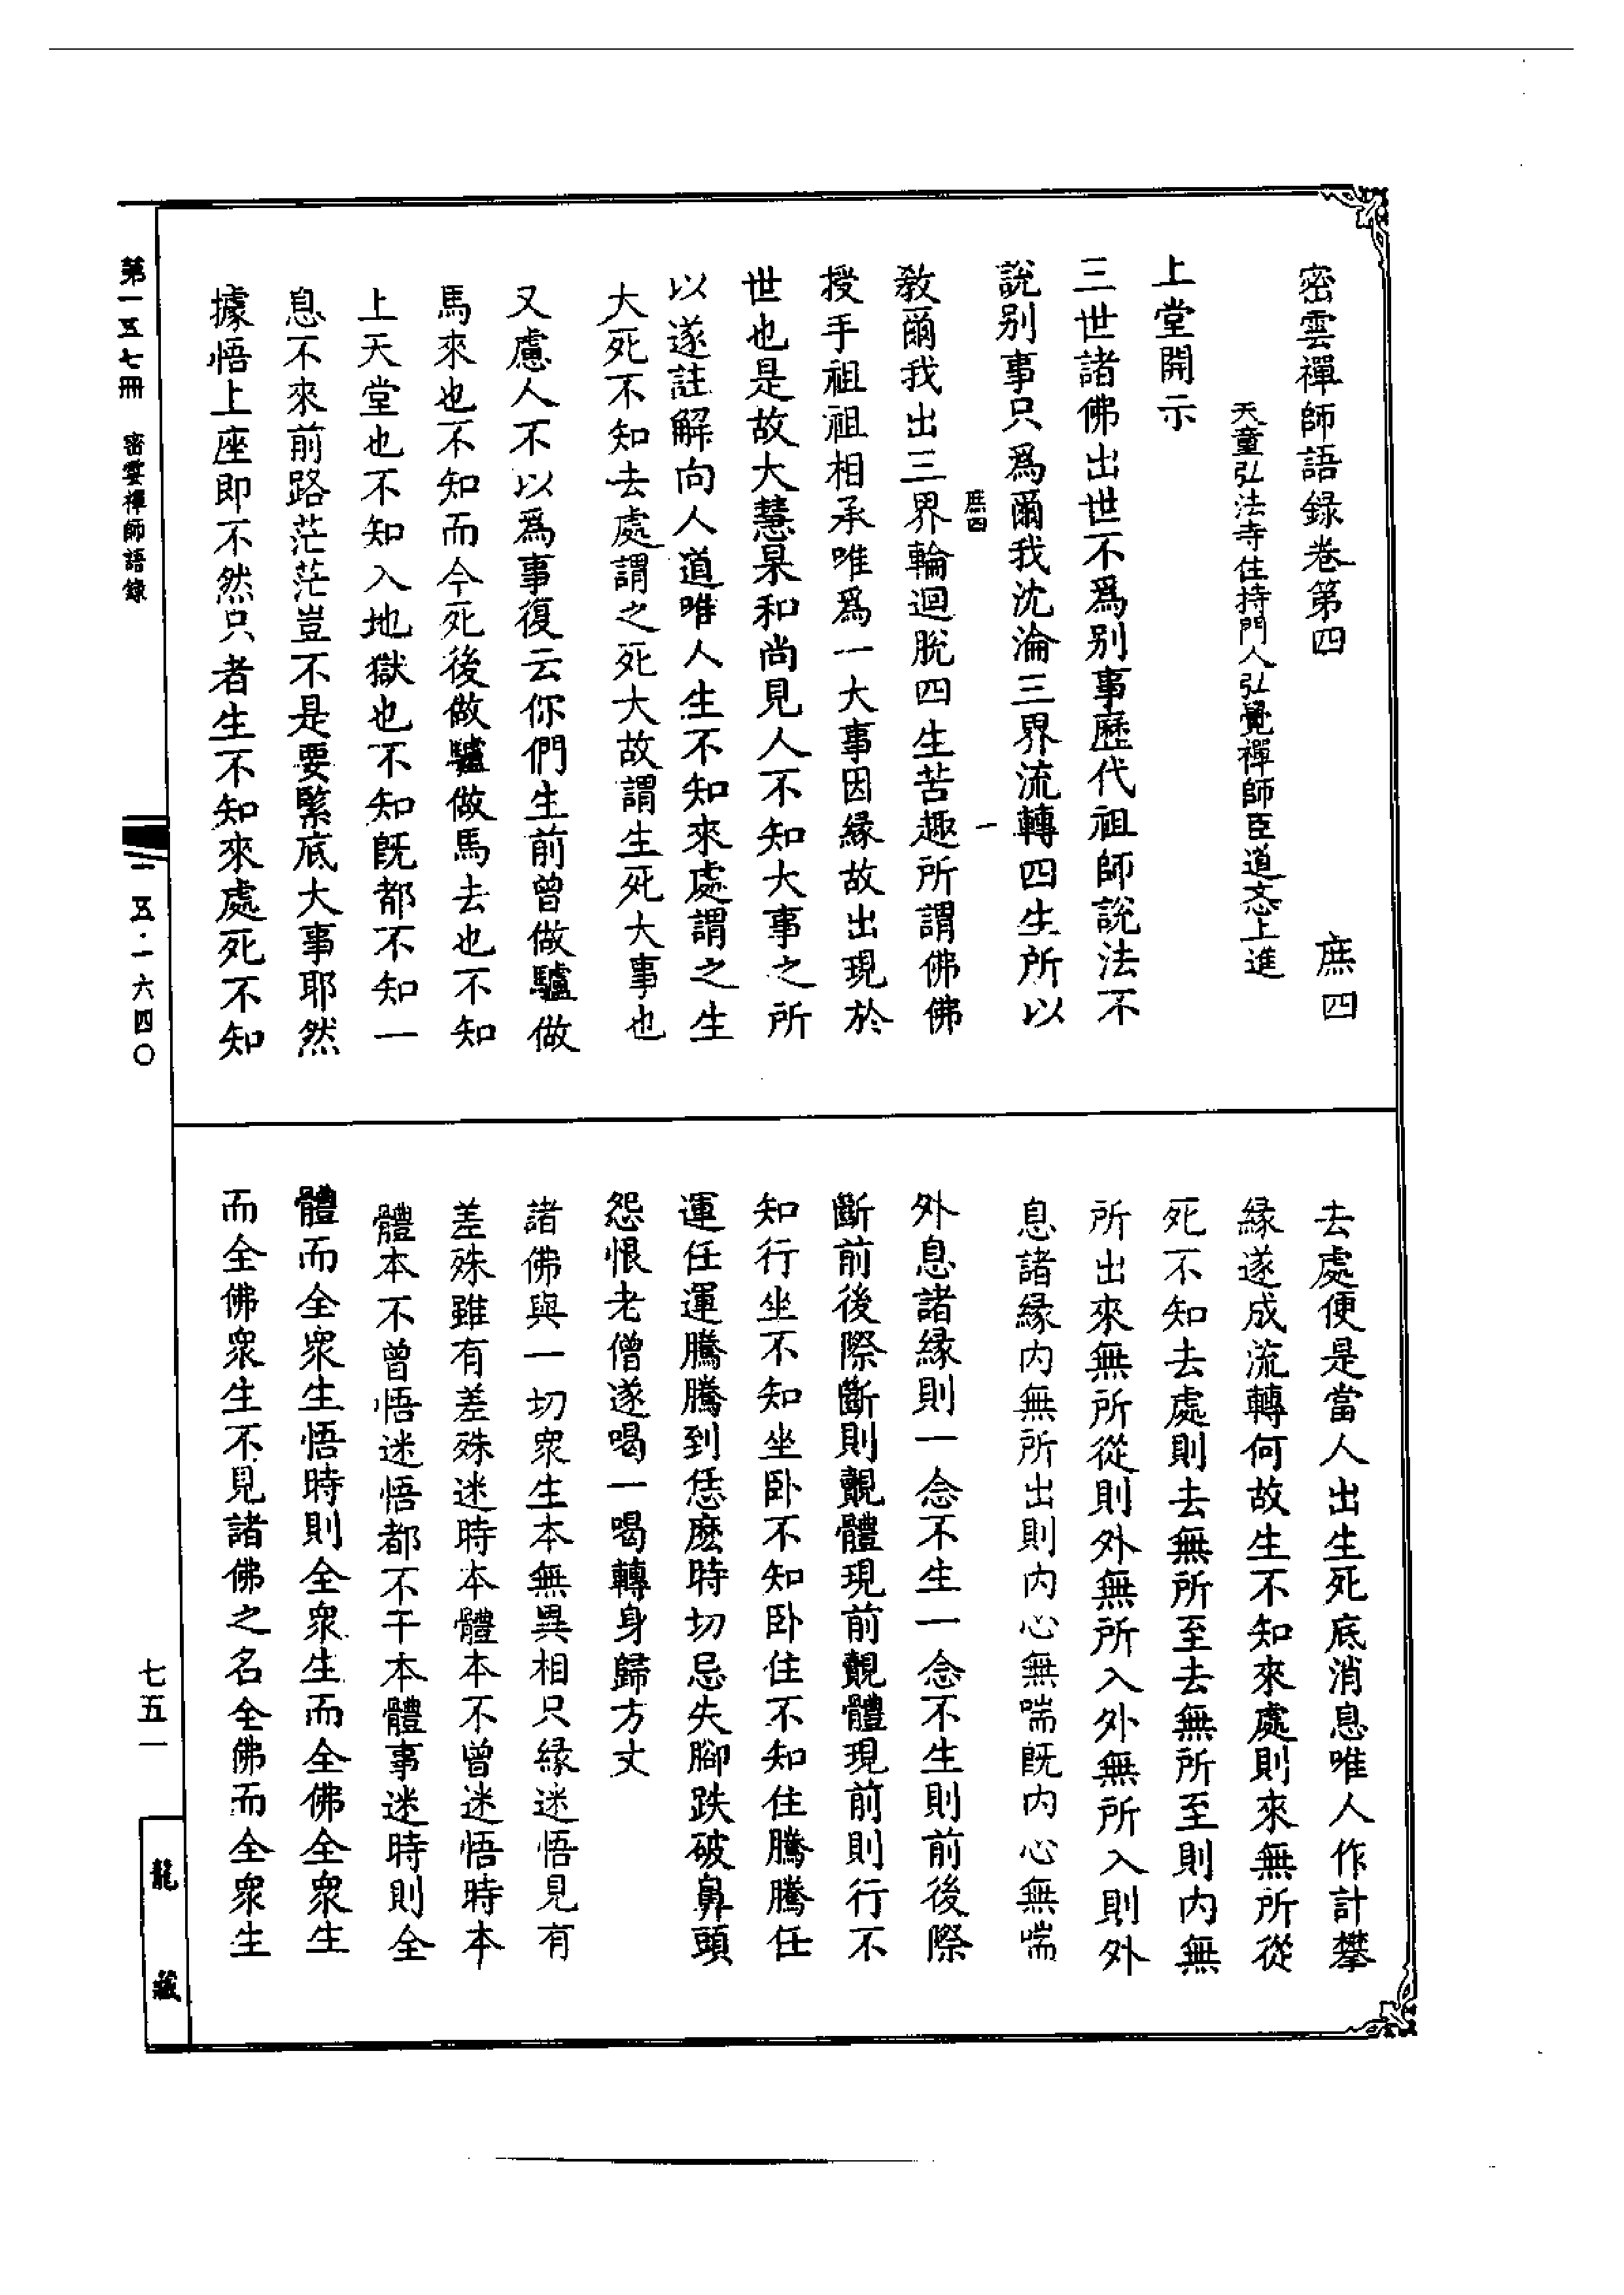 密雲禪師語録卷第四　庶四
天童弘法寺住持門人弘覺禪師臣道忞上進
上堂開示
三世諸佛出世不爲别事歷代祖師說法不
說别事只爲爾我沈淪三界流轉四生所以
庶四　一
教爾我出三界輪迴脫四生苦趣所謂佛佛
授手祖祖相承唯爲一大事因縁故出現於
世也是故大慧杲和尚見人不知大事之所
以遂註解向人道唯人生不知來處謂之生
大死不知去處謂之死大故謂生死大事也
又慮人不以爲事復云你們生前曾做驢做
馬來也不知而今死後做驢做馬去也不知
上天堂也不知入地獄也不知旣都不知一
息不來前路茫茫豈不是要緊底大事耶然
據悟上座即不然只者生不知來處死不知
去處便是當人出生死底消息唯人作計攀
縁遂成流轉何故生不知來處則來無所從
死不知去處則去無所至去無所至則内無
所出來無所從則外無所入外無所入則外
息諸縁内無所出則内心無喘旣内心無喘
外息諸縁則一念不生一念不生則前後際
斷前後際斷則覿體現前覿體現前則行不
知行坐不知坐卧不知卧住不知住騰騰任
運任運騰騰到恁麽時切忌失腳跌破鼻頭
怨恨老僧遂喝一喝轉身歸方丈
諸佛與一切衆生本無異相只縁迷悟見有
差殊雖有差殊迷時本體本不曾迷悟時本
體本不曾悟迷悟都不干本體事迷時則全
體而全衆生悟時則全衆生而全佛全衆生
而全佛衆生不見諸佛之名全佛而全衆生
第一五七冊　密雲禪師語録
一五·一六四〇
七五一
龍藏